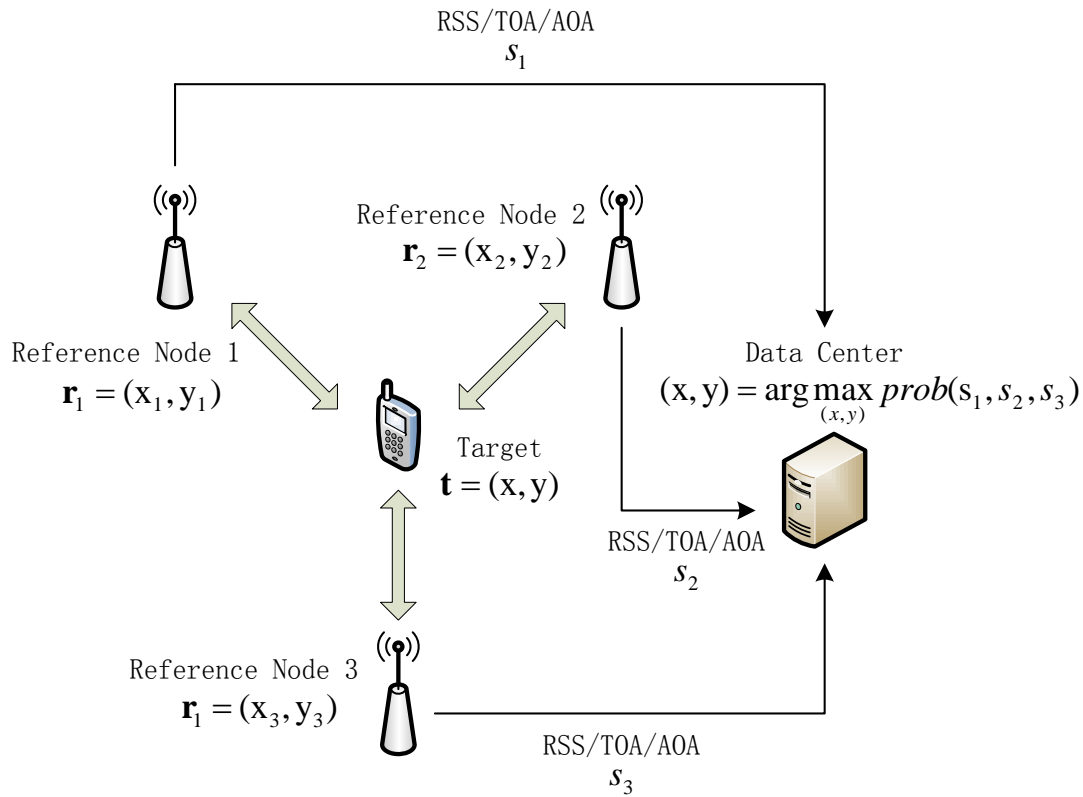 RSS/TOA/AOA
s₁
Reference Node 2
r₂ = (x₂, y₂)
Reference Node 1
r₁ = (x₁, y₁)
Data Center
(x, y) = arg max prob(s₁, s₂, s₃)
(x, y)
Target
t = (x, y)
RSS/TOA/AOA
s₂
Reference Node 3
r₁ = (x₃, y₃)
RSS/TOA/AOA
s₃